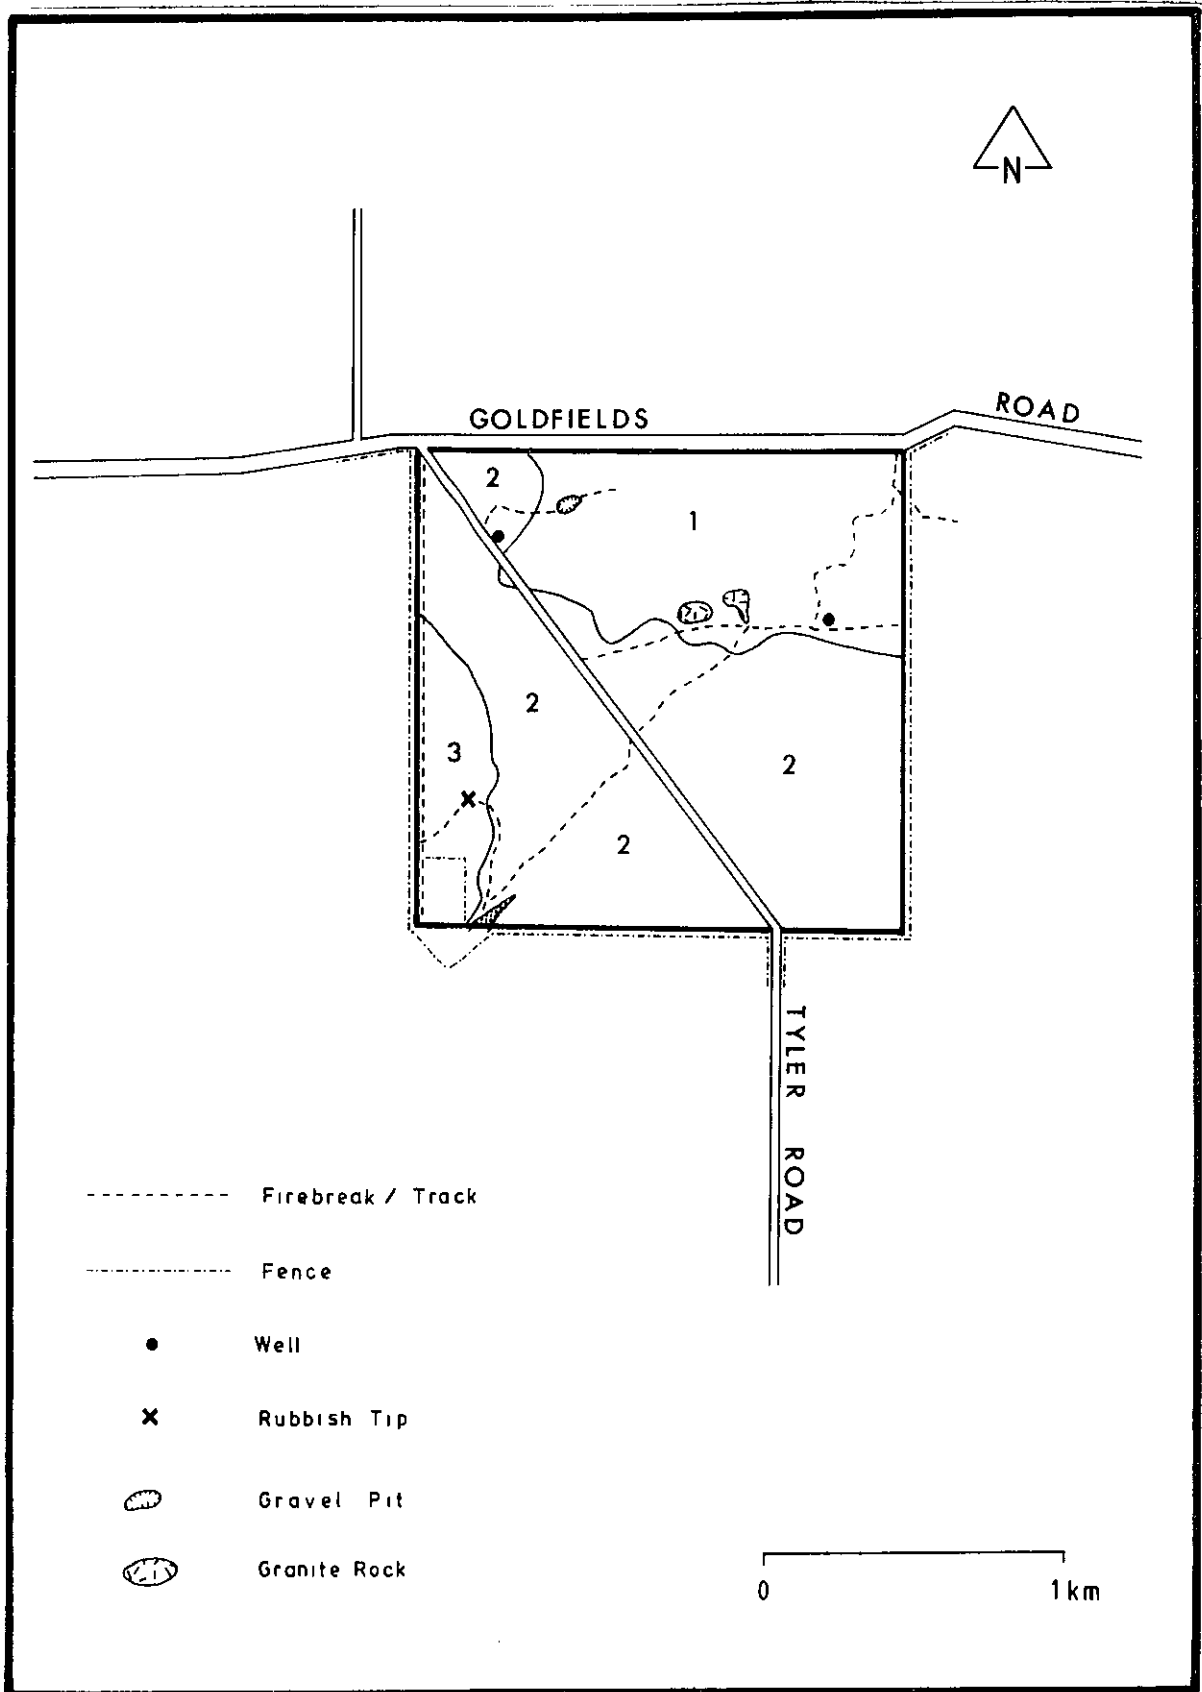 N
GOLDFIELDS ROAD
2
1
2
3
2
2
TYLER ROAD
Firebreak / Track
Fence
Well
Rubbish Tip
Gravel Pit
Granite Rock
0 1km